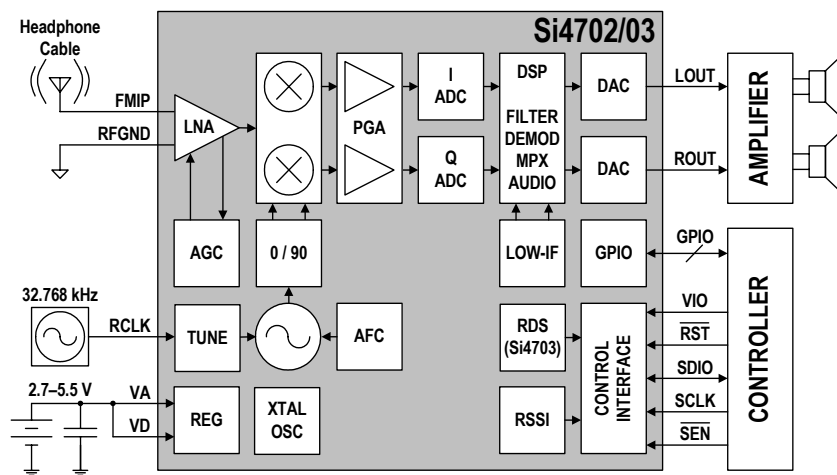 Si4702/03
Headphone
Cable
FMIP
RFGND
LNA
PGA
I
ADC
Q
ADC
DSP
FILTER
DEMOD
MPX
AUDIO
DAC
DAC
LOUT
ROUT
AMPLIFIER
AGC
0 / 90
LOW-IF
GPIO
GPIO
32.768 kHz
RCLK
TUNE
AFC
RDS
(Si4703)
CONTROL
INTERFACE
VIO
RST
SDIO
SCLK
SEN
CONTROLLER
2.7–5.5 V
VA
VD
REG
XTAL
OSC
RSSI